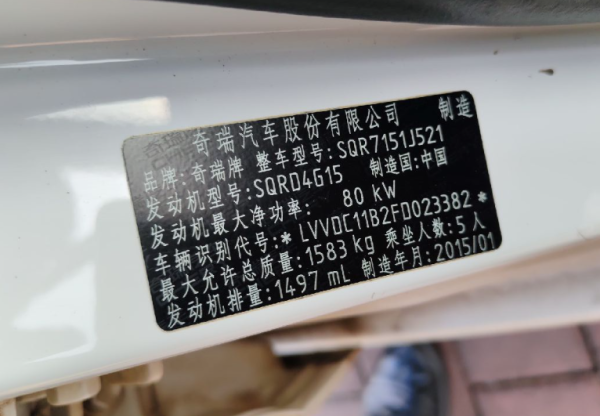 奇瑞汽车股份有限公司 制造
品牌:奇瑞牌 整车型号:SQR7151J521
发动机型号:SQRD4G15 制造国:中国
发动机最大净功率: 80 kW
车辆识别代号:* LVVDC11B2FD023382 *
最大允许总质量:1583 kg 乘坐人数:5人
发动机排量:1497 mL 制造年月:2015/01